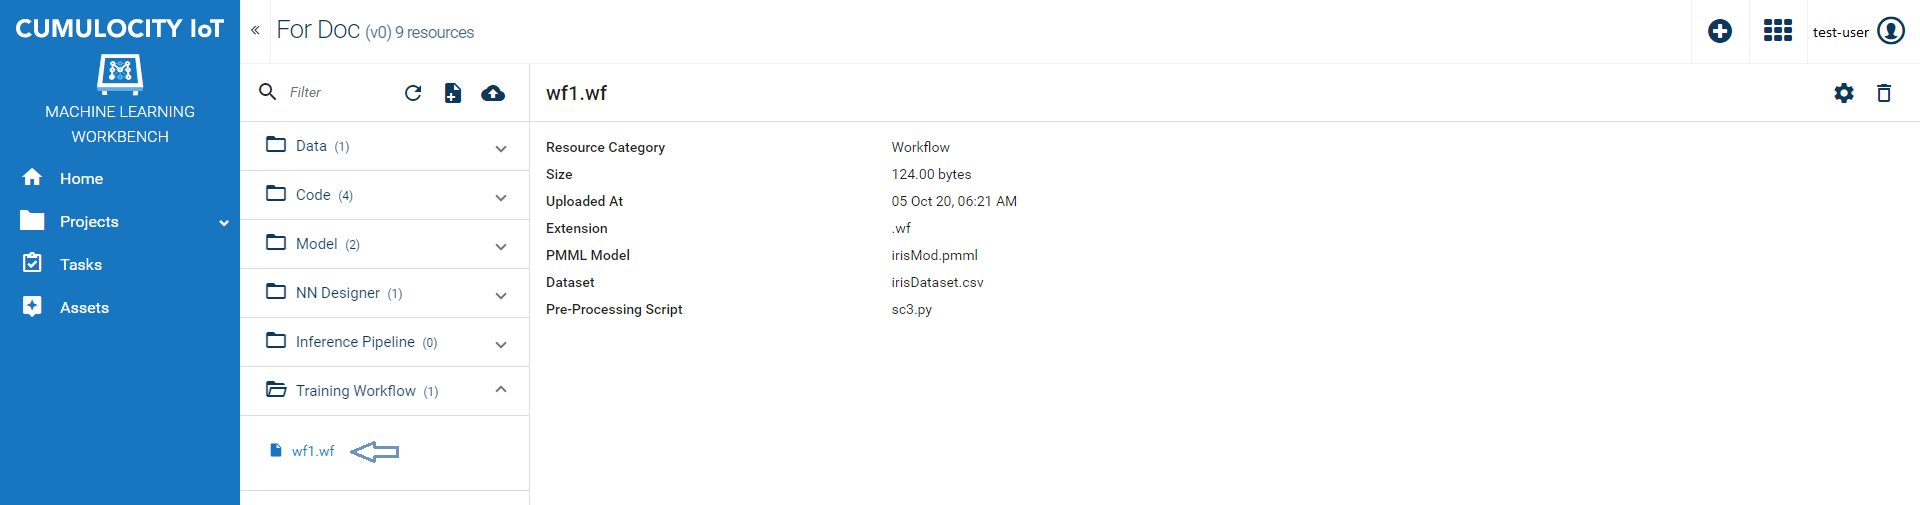 CUMULOCITY IoT
MACHINE LEARNING
WORKBENCH
Home
Projects
Tasks
Assets
« For Doc (v0) 9 resources
test-user
Filter
Data (1)
Code (4)
Model (2)
NN Designer (1)
Inference Pipeline (0)
Training Workflow (1)
wf1.wf
wf1.wf
Resource Category Workflow
Size 124.00 bytes
Uploaded At 05 Oct 20, 06:21 AM
Extension .wf
PMML Model irisMod.pmml
Dataset irisDataset.csv
Pre-Processing Script sc3.py